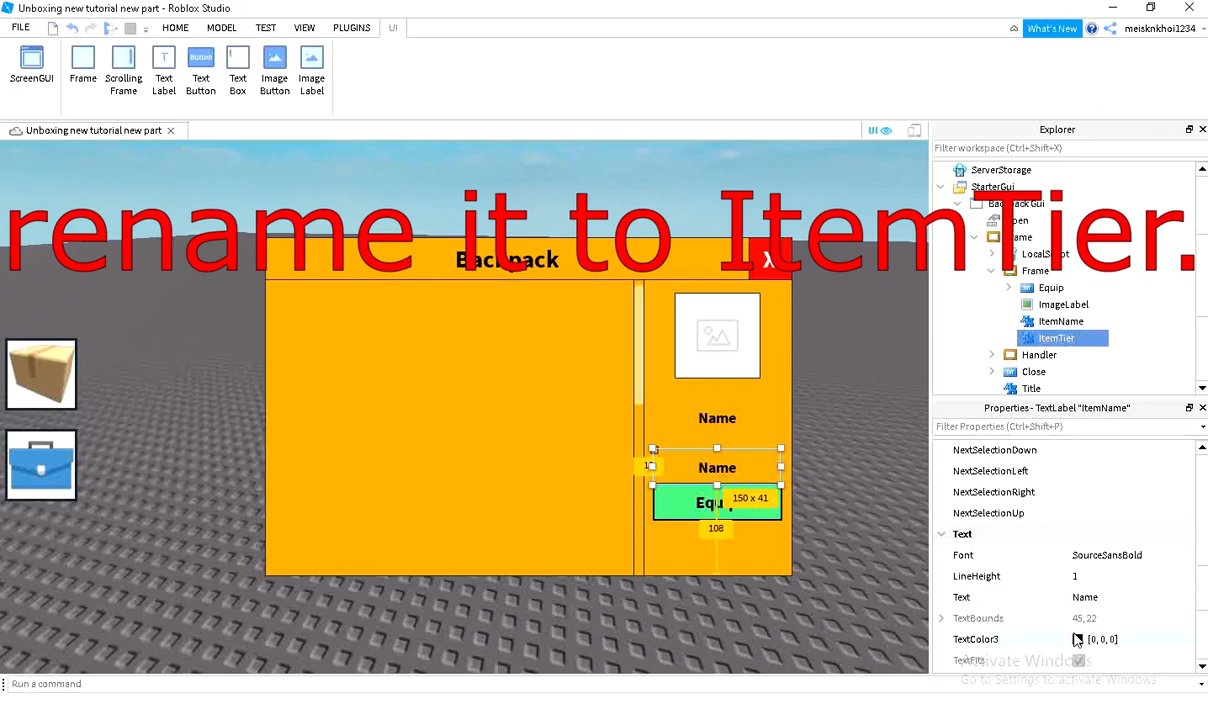 Unboxing new tutorial new part - Roblox Studio
FILE HOME MODEL TEST VIEW PLUGINS UI
What's New meisknkhoi1234
ScreenGUI Frame Scrolling Frame Text Label Text Button Text Box Image Button Image Label
Button
Unboxing new tutorial new part
UI
Explorer
Filter workspace (Ctrl+Shift+X)
ServerStorage
StarterGui
rename it to ItemTier.
Backpack
X
Frame
Equip
ImageLabel
ItemName
ItemTier
Handler
Close
Title
Name
Name
150 x 41
108
Properties - TextLabel "ItemName"
Filter Properties (Ctrl+Shift+P)
NextSelectionDown
NextSelectionLeft
NextSelectionRight
NextSelectionUp
Text
Font SourceSansBold
LineHeight 1
Text Name
TextBounds 45,22
TextColor3 [0, 0, 0]
TextFits
Activate Windows
Go to Settings to activate Windows.
Run a command